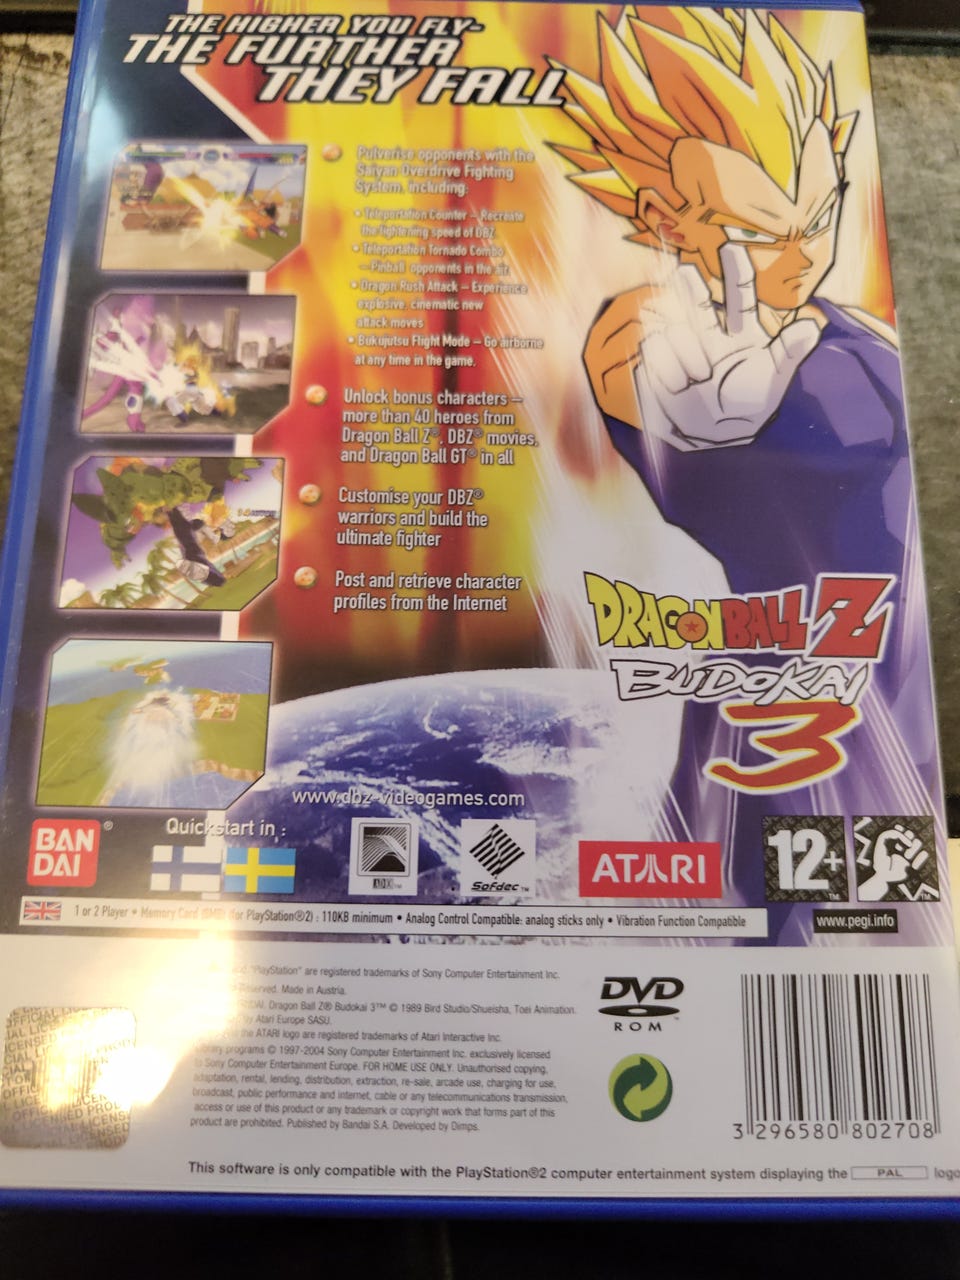 THE HIGHER YOU FLY-
THE FURTHER
THEY FALL
Pulverise opponents with the
Saiyan Overdrive Fighting
System, including:
• Teleportation Counter – Recreate
the lightening speed of DBZ
• Teleportation Tornado Combo
– Pinball opponents in the air
• Dragon Rush Attack – Experience
explosive, cinematic new
attack moves
• Bukujutsu Flight Mode – Go airborne
at any time in the game.
Unlock bonus characters –
more than 40 heroes from
Dragon Ball Z®, DBZ® movies,
and Dragon Ball GT® in all
Customise your DBZ®
warriors and build the
ultimate fighter
Post and retrieve character
profiles from the Internet
DRAGON BALL Z
BUDOKAI
3
www.dbz-videogames.com
BAN
DAI
®
Quickstart in :
ADX™
Sofdec™
ATARI
12+
™
™
1 or 2 Player • Memory Card (8MB) (for PlayStation®2) : 110KB minimum • Analog Control Compatible: analog sticks only • Vibration Function Compatible
www.pegi.info
"PlayStation" are registered trademarks of Sony Computer Entertainment Inc.
Reserved. Made in Austria.
Dragon Ball Z® Budokai 3™ © 1989 Bird Studio/Shueisha, Toei Animation.
by Atari Europe SASU.
the ATARI logo are registered trademarks of Atari Interactive Inc.
Library programs © 1997-2004 Sony Computer Entertainment Inc. exclusively licensed
to Sony Computer Entertainment Europe. FOR HOME USE ONLY. Unauthorised copying,
adaptation, rental, lending, distribution, extraction, re-sale, arcade use, charging for use,
broadcast, public performance and internet, cable or any telecommunications transmission,
access or use of this product or any trademark or copyright work that forms part of this
product are prohibited. Published by Bandai S.A. Developed by Dimps.
DVD
ROM
™
3 296580 802708
This software is only compatible with the PlayStation®2 computer entertainment system displaying the PAL logo